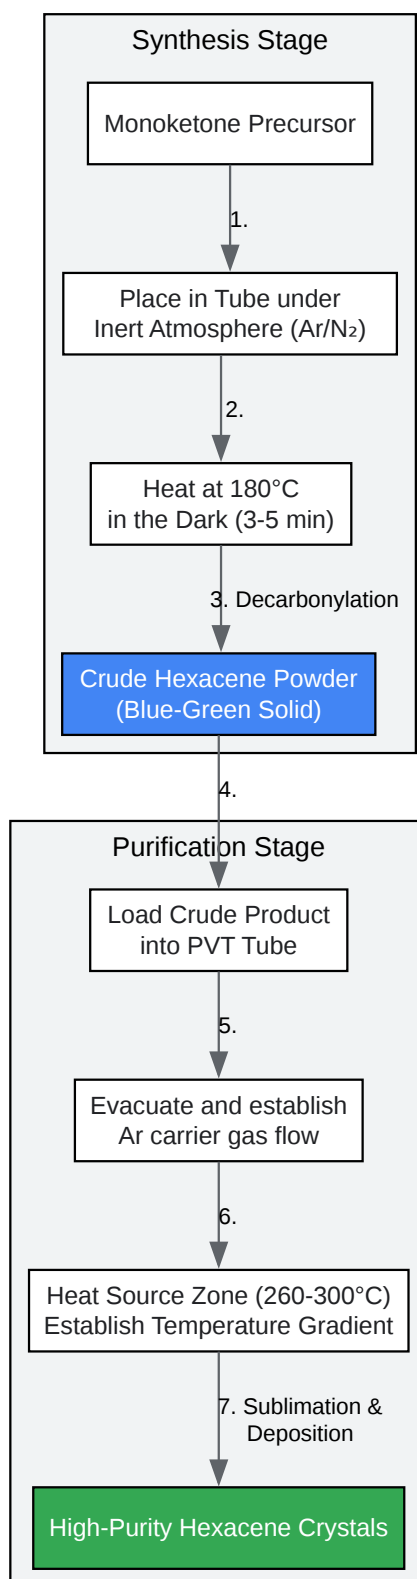 Synthesis Stage
Monoketone Precursor
1.
Place in Tube under
Inert Atmosphere (Ar/N₂)
2.
Heat at 180°C
in the Dark (3-5 min)
3. Decarbonylation
Crude Hexacene Powder
(Blue-Green Solid)
4.
Purification Stage
Load Crude Product
into PVT Tube
5.
Evacuate and establish
Ar carrier gas flow
6.
Heat Source Zone (260-300°C)
Establish Temperature Gradient
7. Sublimation &
Deposition
High-Purity Hexacene Crystals